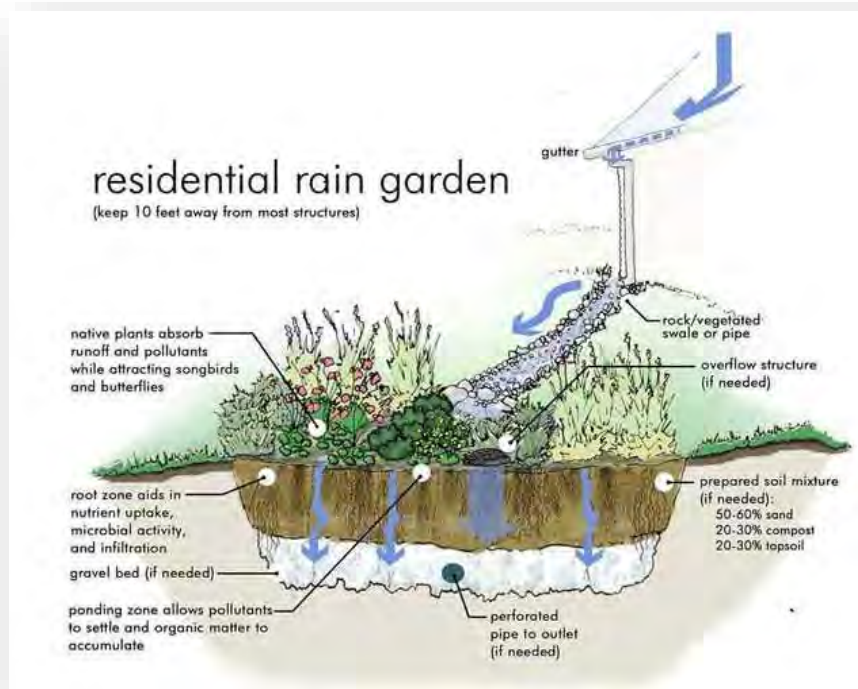 residential rain garden
(keep 10 feet away from most structures)
gutter
rock/vegetated
swale or pipe
native plants absorb
runoff and pollutants
while attracting songbirds
and butterflies
overflow structure
(if needed)
root zone aids in
nutrient uptake,
microbial activity,
and infiltration
prepared soil mixture
(if needed):
50-60% sand
20-30% compost
20-30% topsoil
gravel bed (if needed)
ponding zone allows pollutants
to settle and organic matter to
accumulate
perforated
pipe to outlet
(if needed)